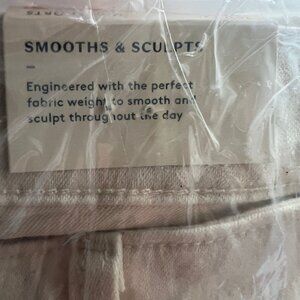 SMOOTHS & SCULPTS
Engineered with the perfect
fabric weight to smooth and
sculpt throughout the day